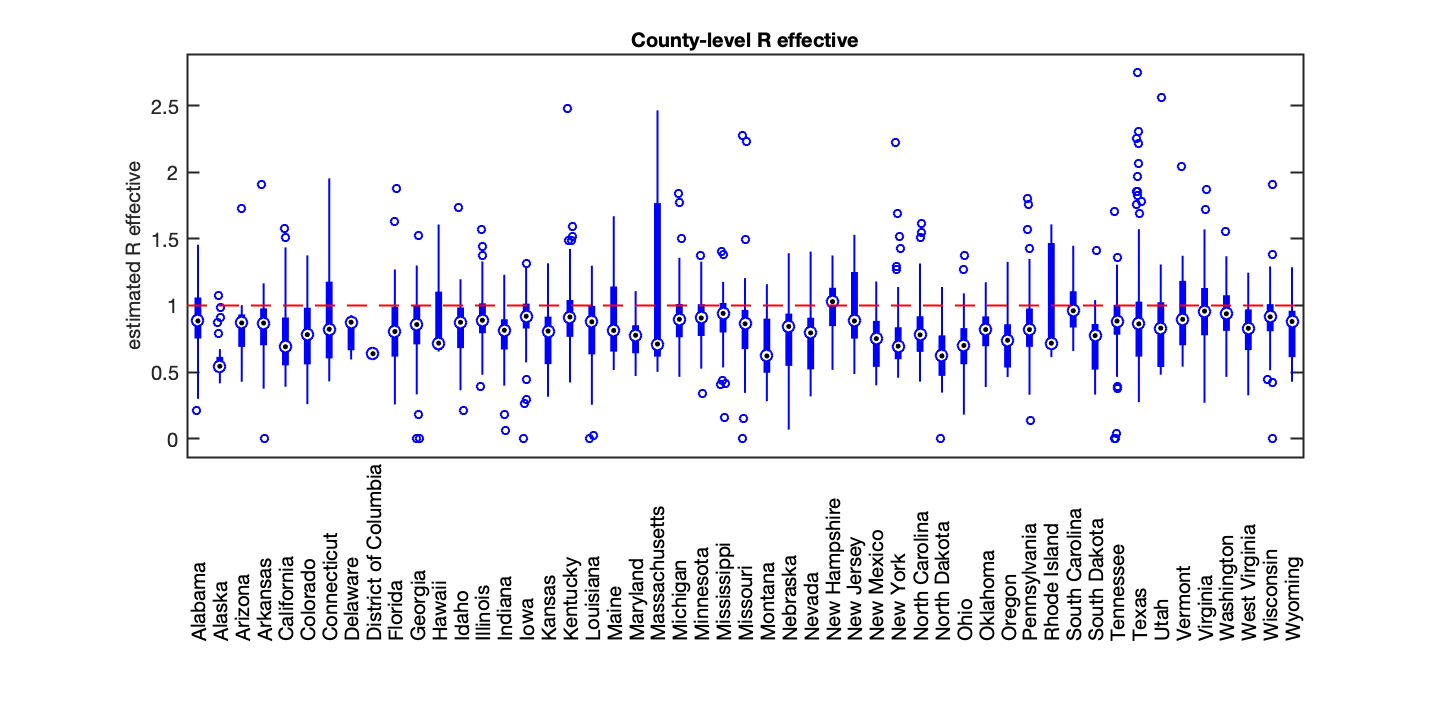 County-level R effective
estimated R effective
2.5
2
1.5
1
0.5
0
Alabama
Alaska
Arizona
Arkansas
California
Colorado
Connecticut
Delaware
District of Columbia
Florida
Georgia
Hawaii
Idaho
Illinois
Indiana
Iowa
Kansas
Kentucky
Louisiana
Maine
Maryland
Massachusetts
Michigan
Minnesota
Mississippi
Missouri
Montana
Nebraska
Nevada
New Hampshire
New Jersey
New Mexico
New York
North Carolina
North Dakota
Ohio
Oklahoma
Oregon
Pennsylvania
Rhode Island
South Carolina
South Dakota
Tennessee
Texas
Utah
Vermont
Virginia
Washington
West Virginia
Wisconsin
Wyoming